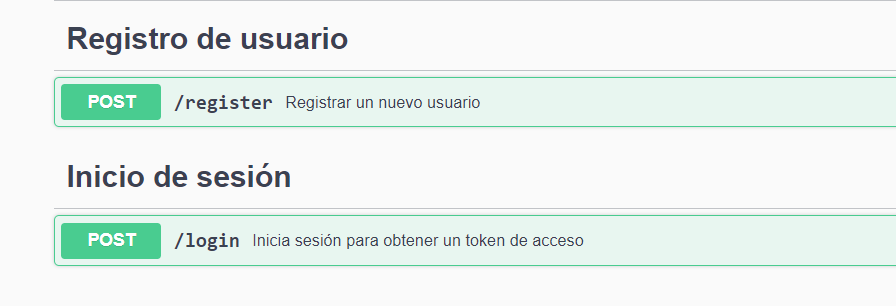 Registro de usuario
POST /register Registrar un nuevo usuario
Inicio de sesión
POST /login Inicia sesión para obtener un token de acceso